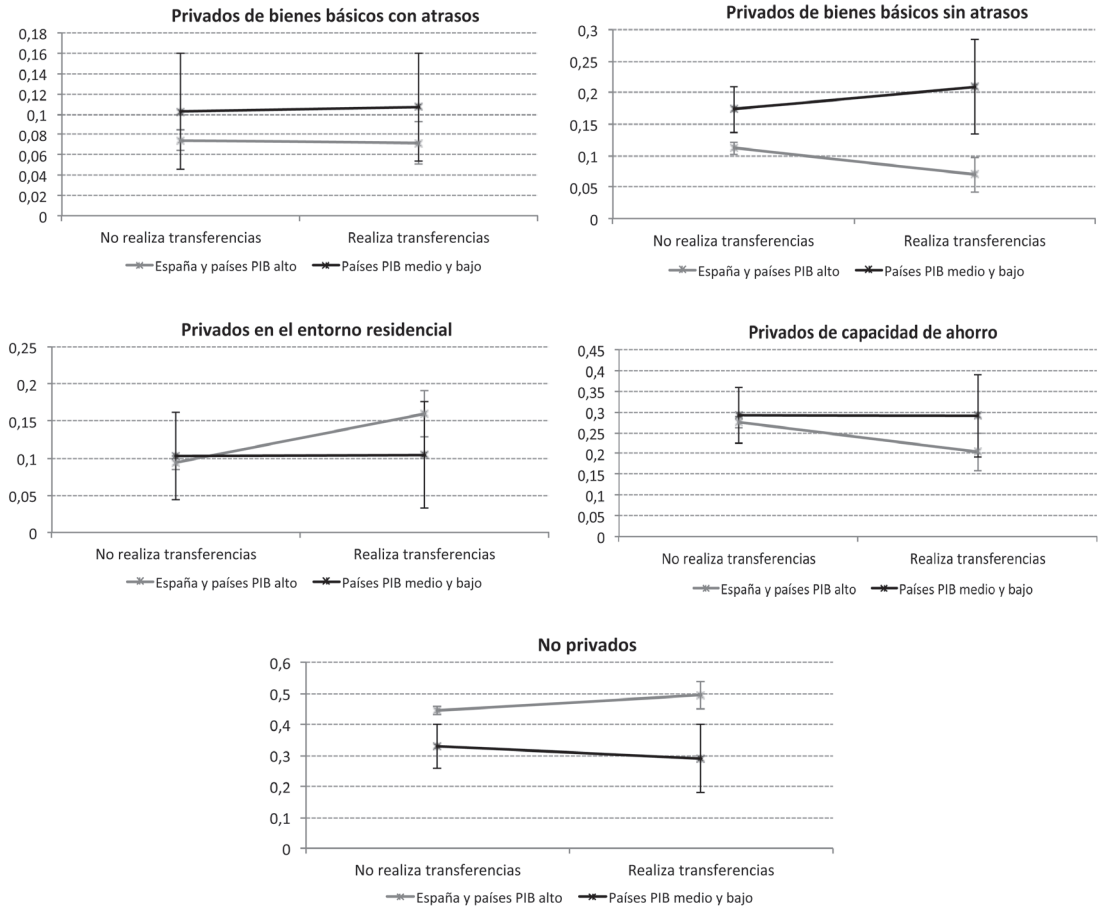 Privados de bienes básicos con atrasos
0,18
0,16
0,14
0,12
0,1
0,08
0,06
0,04
0,02
0
No realiza transferencias Realiza transferencias
España y países PIB alto Países PIB medio y bajo
Privados de bienes básicos sin atrasos
0,3
0,25
0,2
0,15
0,1
0,05
0
No realiza transferencias Realiza transferencias
España y países PIB alto Países PIB medio y bajo
Privados en el entorno residencial
0,25
0,2
0,15
0,1
0,05
0
No realiza transferencias Realiza transferencias
España y países PIB alto Países PIB medio y bajo
Privados de capacidad de ahorro
0,45
0,4
0,35
0,3
0,25
0,2
0,15
0,1
0,05
0
No realiza transferencias Realiza transferencias
España y países PIB alto Países PIB medio y bajo
No privados
0,6
0,5
0,4
0,3
0,2
0,1
0
No realiza transferencias Realiza transferencias
España y países PIB alto Países PIB medio y bajo